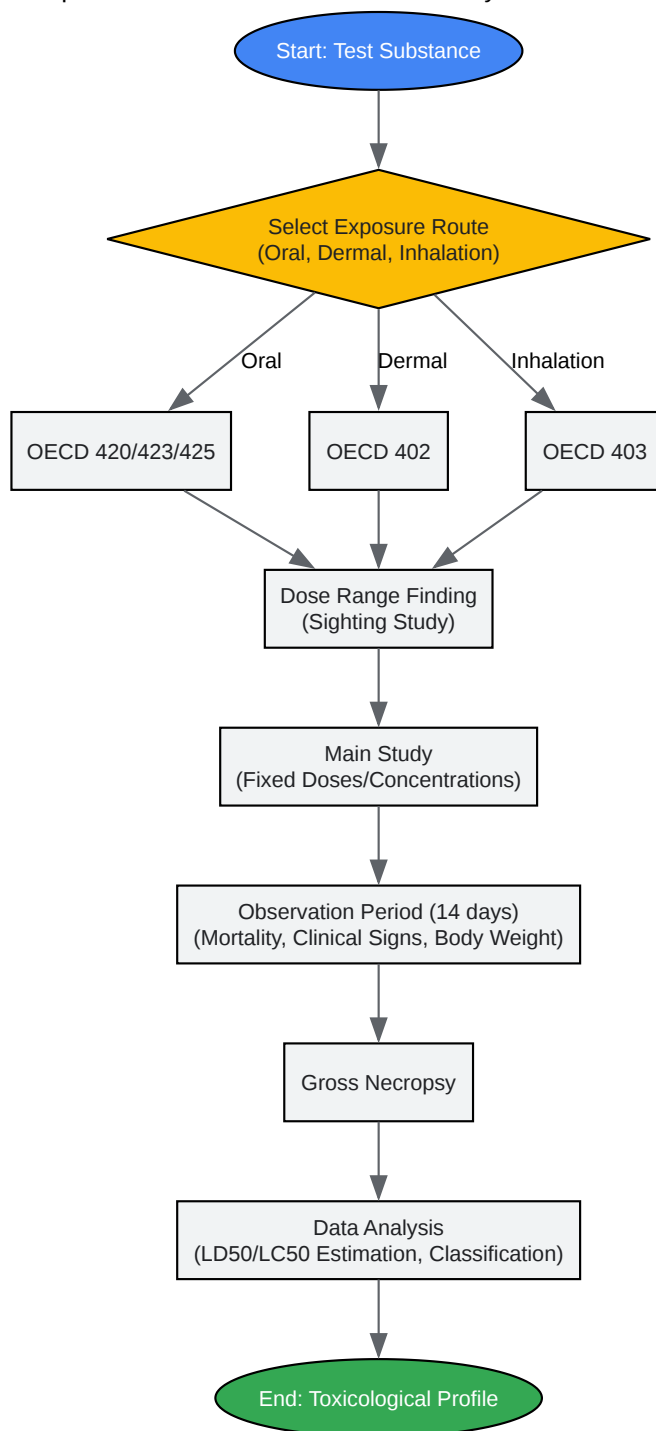 Start: Test Substance
Select Exposure Route
(Oral, Dermal, Inhalation)
Oral
Dermal
Inhalation
OECD 420/423/425
OECD 402
OECD 403
Dose Range Finding
(Sighting Study)
Main Study
(Fixed Doses/Concentrations)
Observation Period (14 days)
(Mortality, Clinical Signs, Body Weight)
Gross Necropsy
Data Analysis
(LD50/LC50 Estimation, Classification)
End: Toxicological Profile